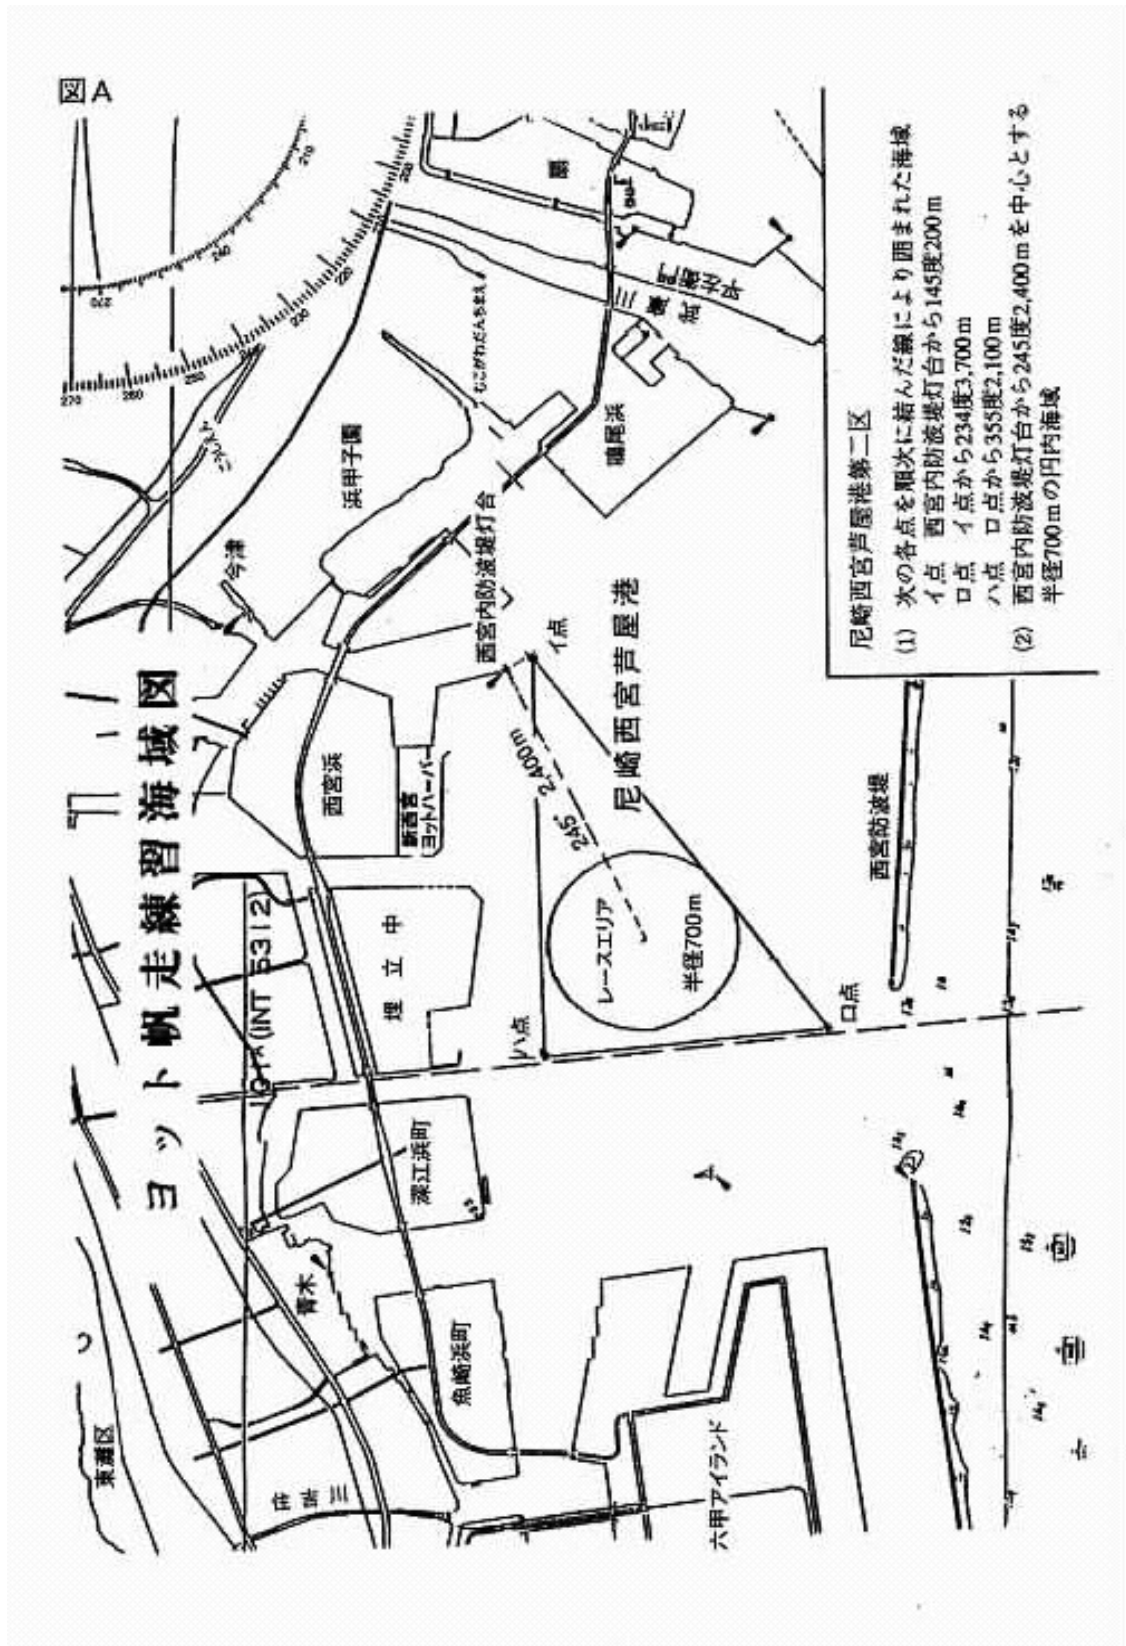 図A
ヨット帆走練習海域図
東灘区
(INT 5312)
今津
浜甲子園
西宮浜
新西宮
ヨットハーバー
西宮内防波堤灯台
鳴尾浜
埋立中
深江浜町
青木
魚崎浜町
六甲アイランド
尼崎西宮芦屋港
イ点
ロ点
ハ点
245° 2,400m
レースエリア
半径700m
西宮防波堤
270
260
230
220
270
240
210
尼崎西宮芦屋港第二区
(1) 次の各点を順次に結んだ線により囲まれた海域
イ点 西宮内防波堤灯台から145度200m
ロ点 イ点から234度3,700m
ハ点 ロ点から355度2,100m
(2) 西宮内防波堤灯台から245度2,400mを中心とする
半径700mの円内海域